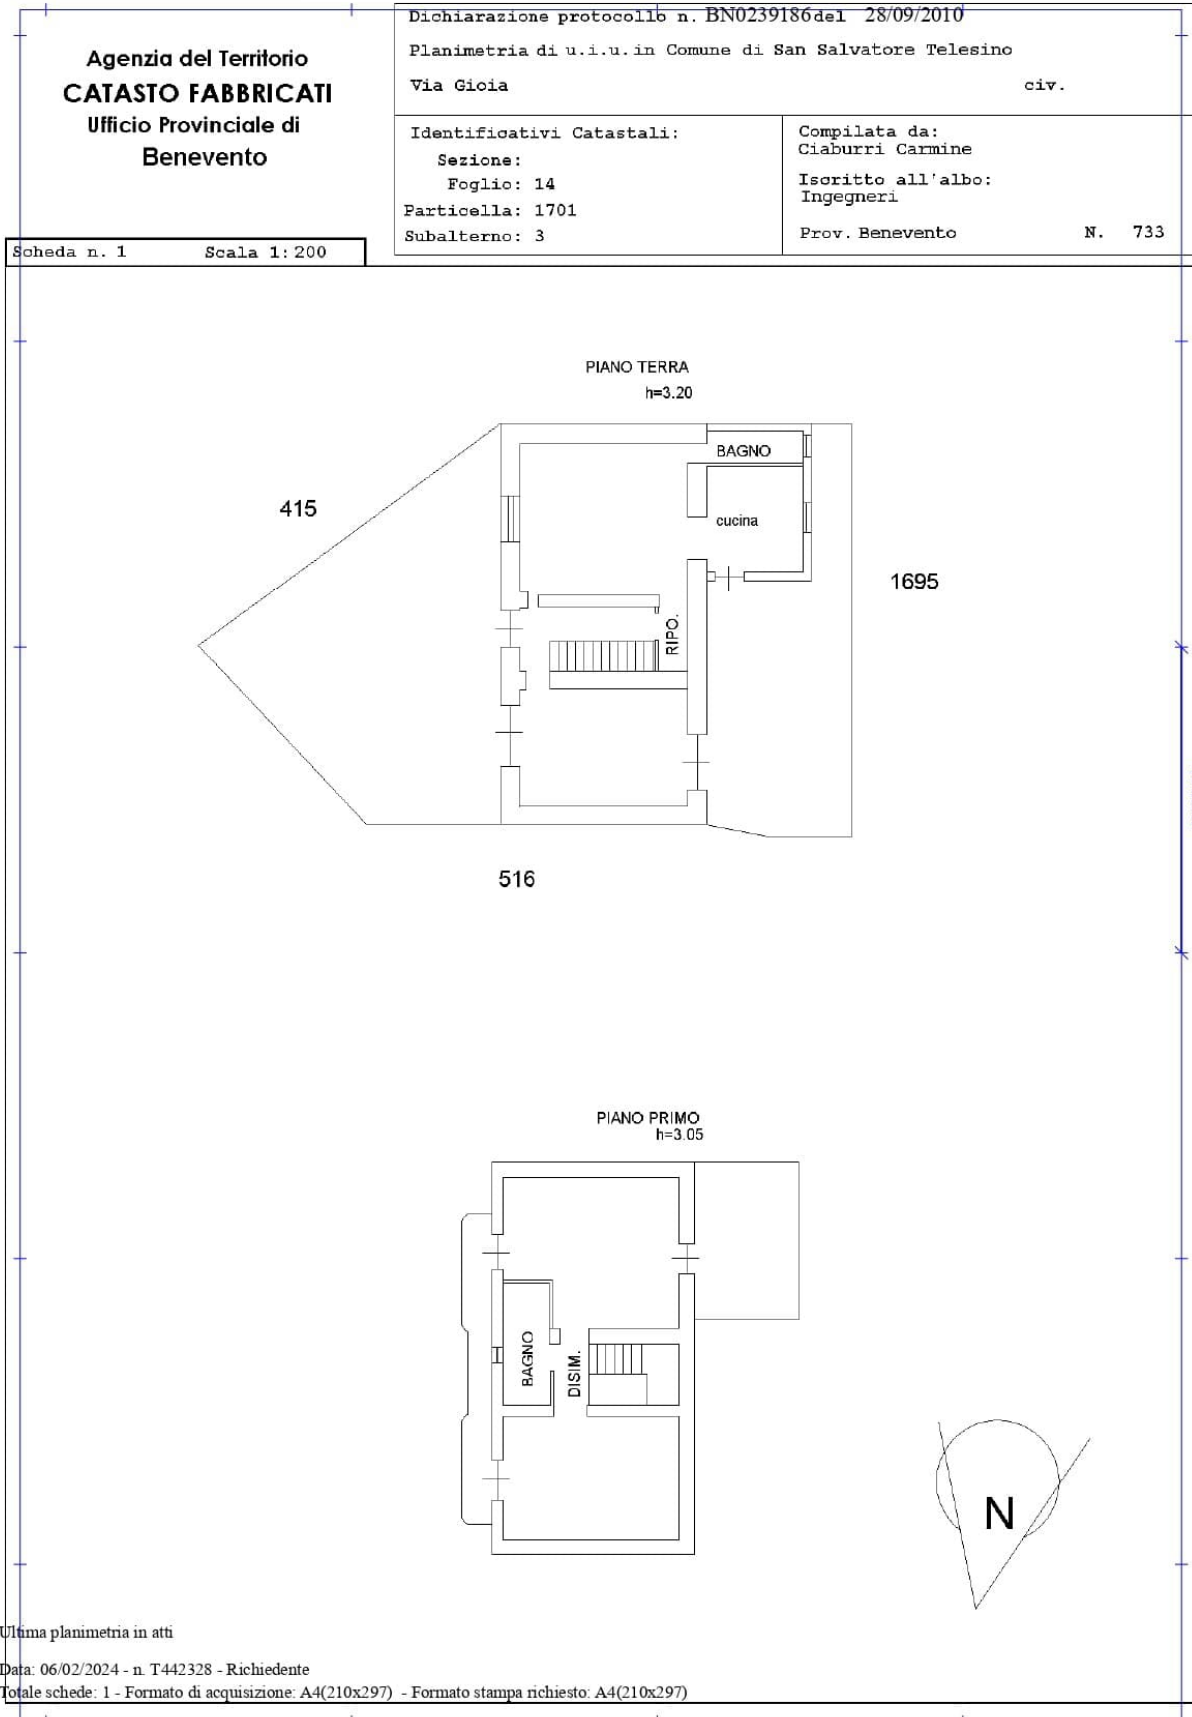 Agenzia del Territorio
CATASTO FABBRICATI
Ufficio Provinciale di
Benevento
Dichiarazione protocollo n. BN0239186 del 28/09/2010
Planimetria di u.i.u. in Comune di San Salvatore Telesino
Via Gioia civ.
Identificativi Catastali:
Sezione:
Foglio: 14
Particella: 1701
Subalterno: 3
Compilata da:
Ciaburri Carmine
Iscritto all'albo:
Ingegneri
Prov. Benevento N. 733
Scheda n. 1 Scala 1:200
PIANO TERRA
h=3.20
BAGNO
415
cucina
1695
RIPO.
516
PIANO PRIMO
h=3.05
BAGNO
DISIM.
N
Ultima planimetria in atti
Data: 06/02/2024 - n. T442328 - Richiedente
Totale schede: 1 - Formato di acquisizione: A4(210x297) - Formato stampa richiesto: A4(210x297)